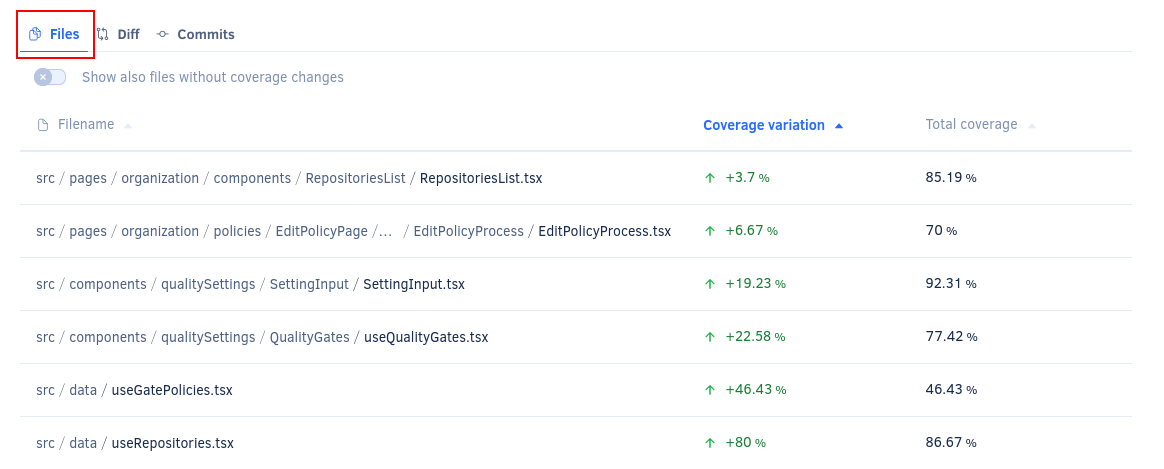 Files Diff Commits
Show also files without coverage changes
Filename Coverage variation Total coverage
src / pages / organization / components / RepositoriesList / RepositoriesList.tsx +3.7 % 85.19 %
src / pages / organization / policies / EditPolicyPage /... / EditPolicyProcess / EditPolicyProcess.tsx +6.67 % 70 %
src / components / qualitySettings / SettingInput / SettingInput.tsx +19.23 % 92.31 %
src / components / qualitySettings / QualityGates / useQualityGates.tsx +22.58 % 77.42 %
src / data / useGatePolicies.tsx +46.43 % 46.43 %
src / data / useRepositories.tsx +80 % 86.67 %